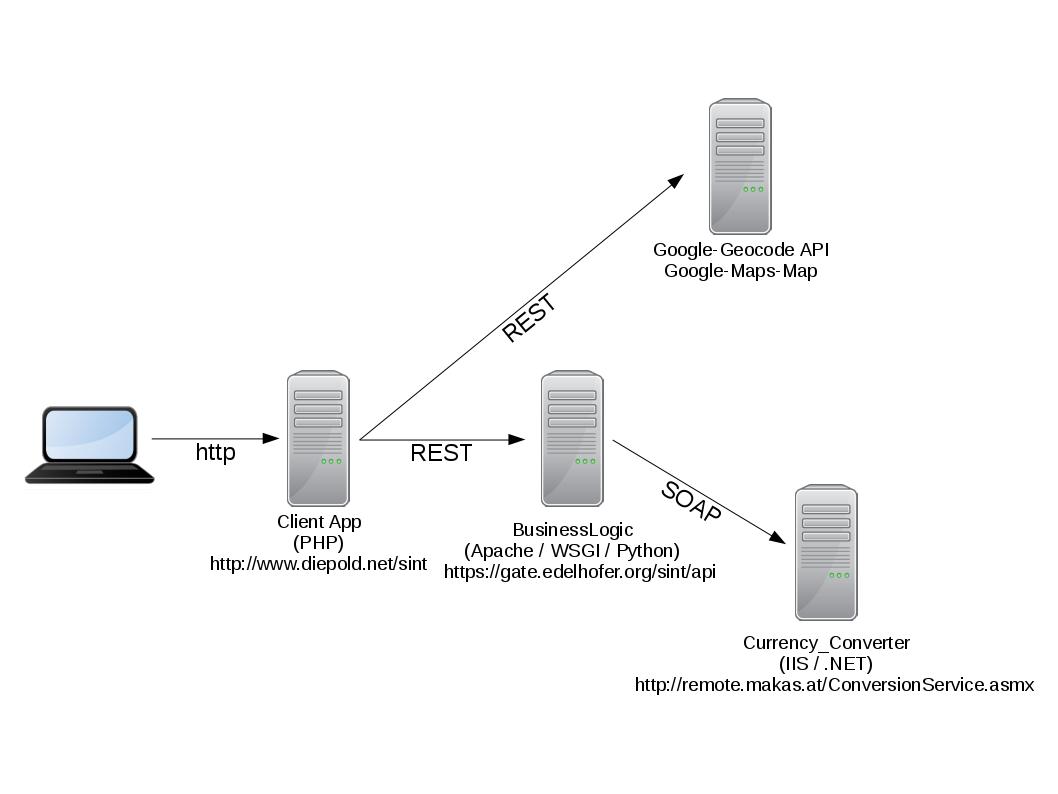 Google-Geocode API
Google-Maps-Map
REST
http
REST
SOAP
Client App
(PHP)
http://www.diepold.net/sint
BusinessLogic
(Apache / WSGI / Python)
https://gate.edelhofer.org/sint/api
Currency_Converter
(IIS / .NET)
http://remote.makas.at/ConversionService.asmx